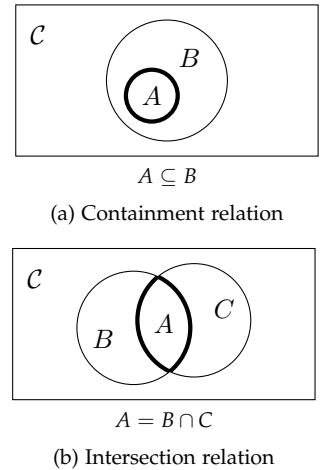 𝒞
B
A
A ⊆ B
(a) Containment relation
𝒞
B A C
A = B ∩ C
(b) Intersection relation